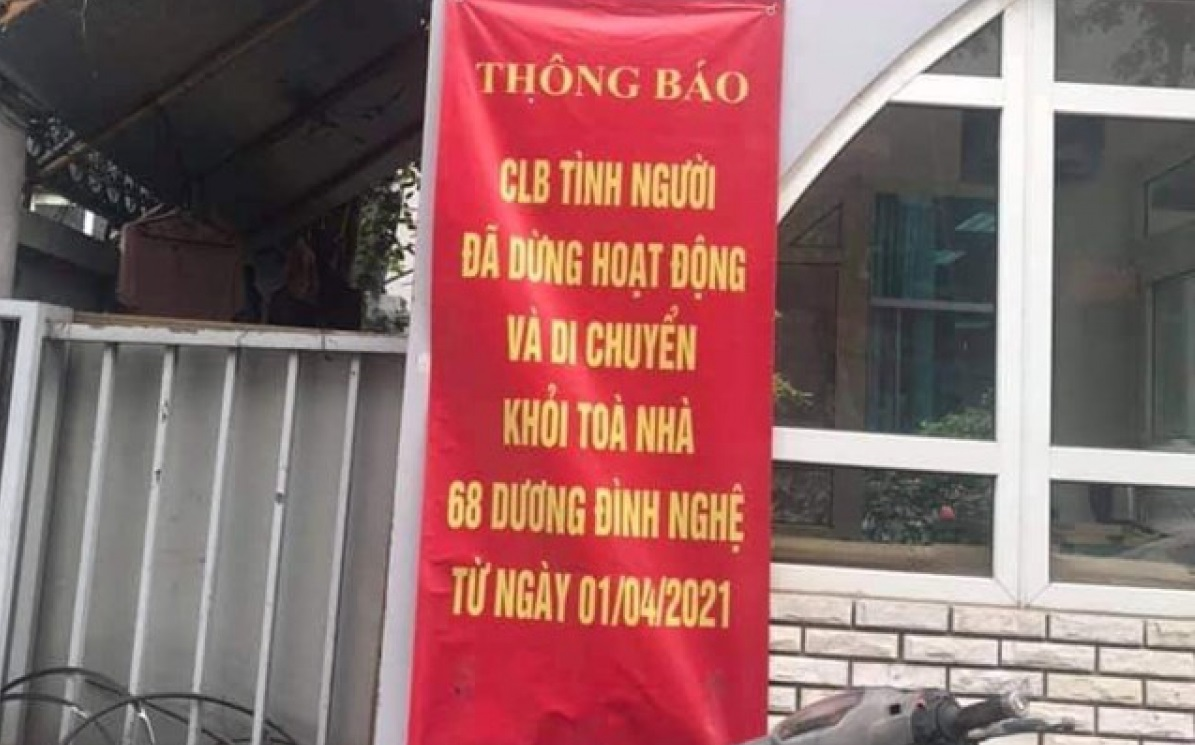 THÔNG BÁO
CLB TÌNH NGƯỜI
ĐÃ DỪNG HOẠT ĐỘNG
VÀ DI CHUYỂN
KHỎI TOÀ NHÀ
68 DƯƠNG ĐÌNH NGHỆ
TỪ NGÀY 01/04/2021